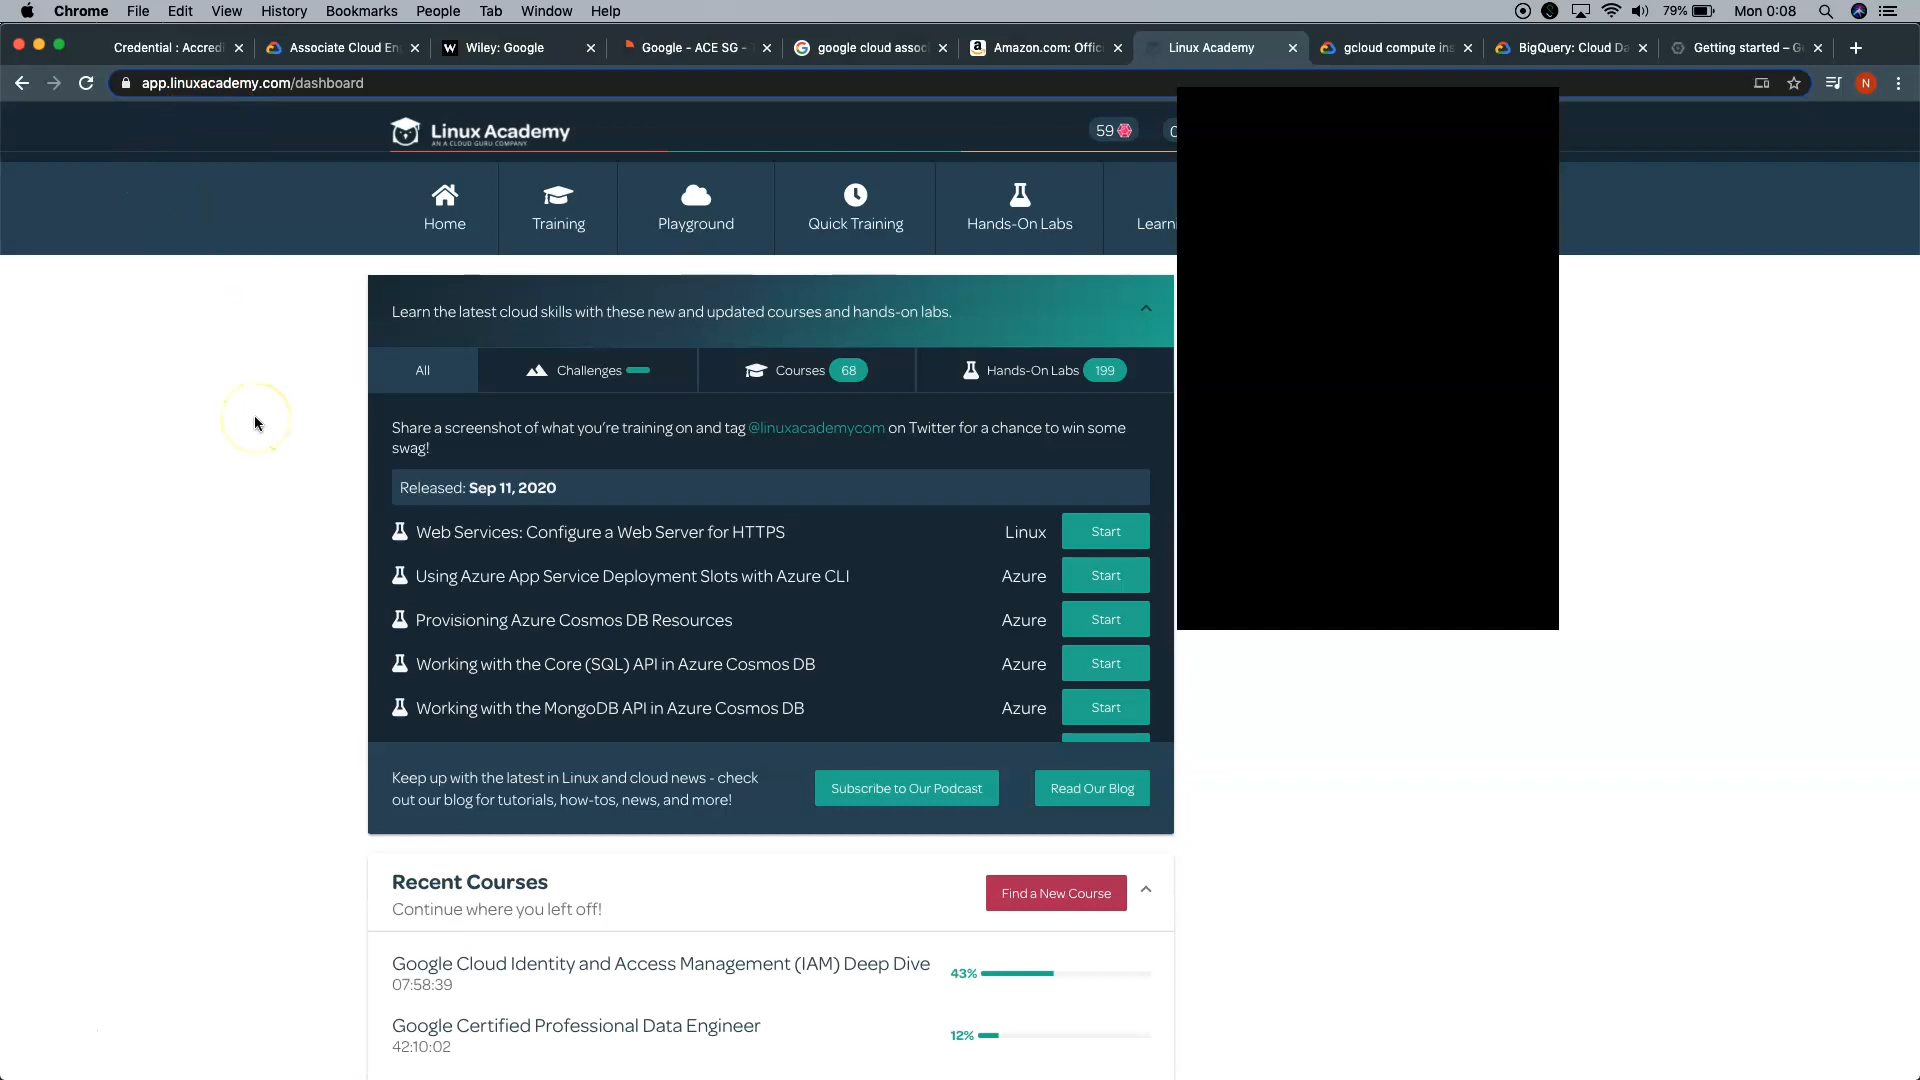 Chrome File Edit View History Bookmarks People Tab Window Help 79% Mon 0:08
Credential : Accredi Associate Cloud En Wiley: Google Google - ACE SG - T google cloud assoc Amazon.com: Offic Linux Academy gcloud compute ins BigQuery: Cloud Da Getting started – G
app.linuxacademy.com/dashboard N
Linux Academy 59
AN A CLOUD GURU COMPANY
Home Training Playground Quick Training Hands-On Labs Learni
Learn the latest cloud skills with these new and updated courses and hands-on labs.
All Challenges Courses 68 Hands-On Labs 199
Share a screenshot of what you're training on and tag @linuxacademycom on Twitter for a chance to win some
swag!
Released: Sep 11, 2020
Web Services: Configure a Web Server for HTTPS Linux Start
Using Azure App Service Deployment Slots with Azure CLI Azure Start
Provisioning Azure Cosmos DB Resources Azure Start
Working with the Core (SQL) API in Azure Cosmos DB Azure Start
Working with the MongoDB API in Azure Cosmos DB Azure Start
Keep up with the latest in Linux and cloud news - check
out our blog for tutorials, how-tos, news, and more!
Subscribe to Our Podcast Read Our Blog
Recent Courses
Continue where you left off!
Find a New Course
Google Cloud Identity and Access Management (IAM) Deep Dive 43%
07:58:39
Google Certified Professional Data Engineer 12%
42:10:02